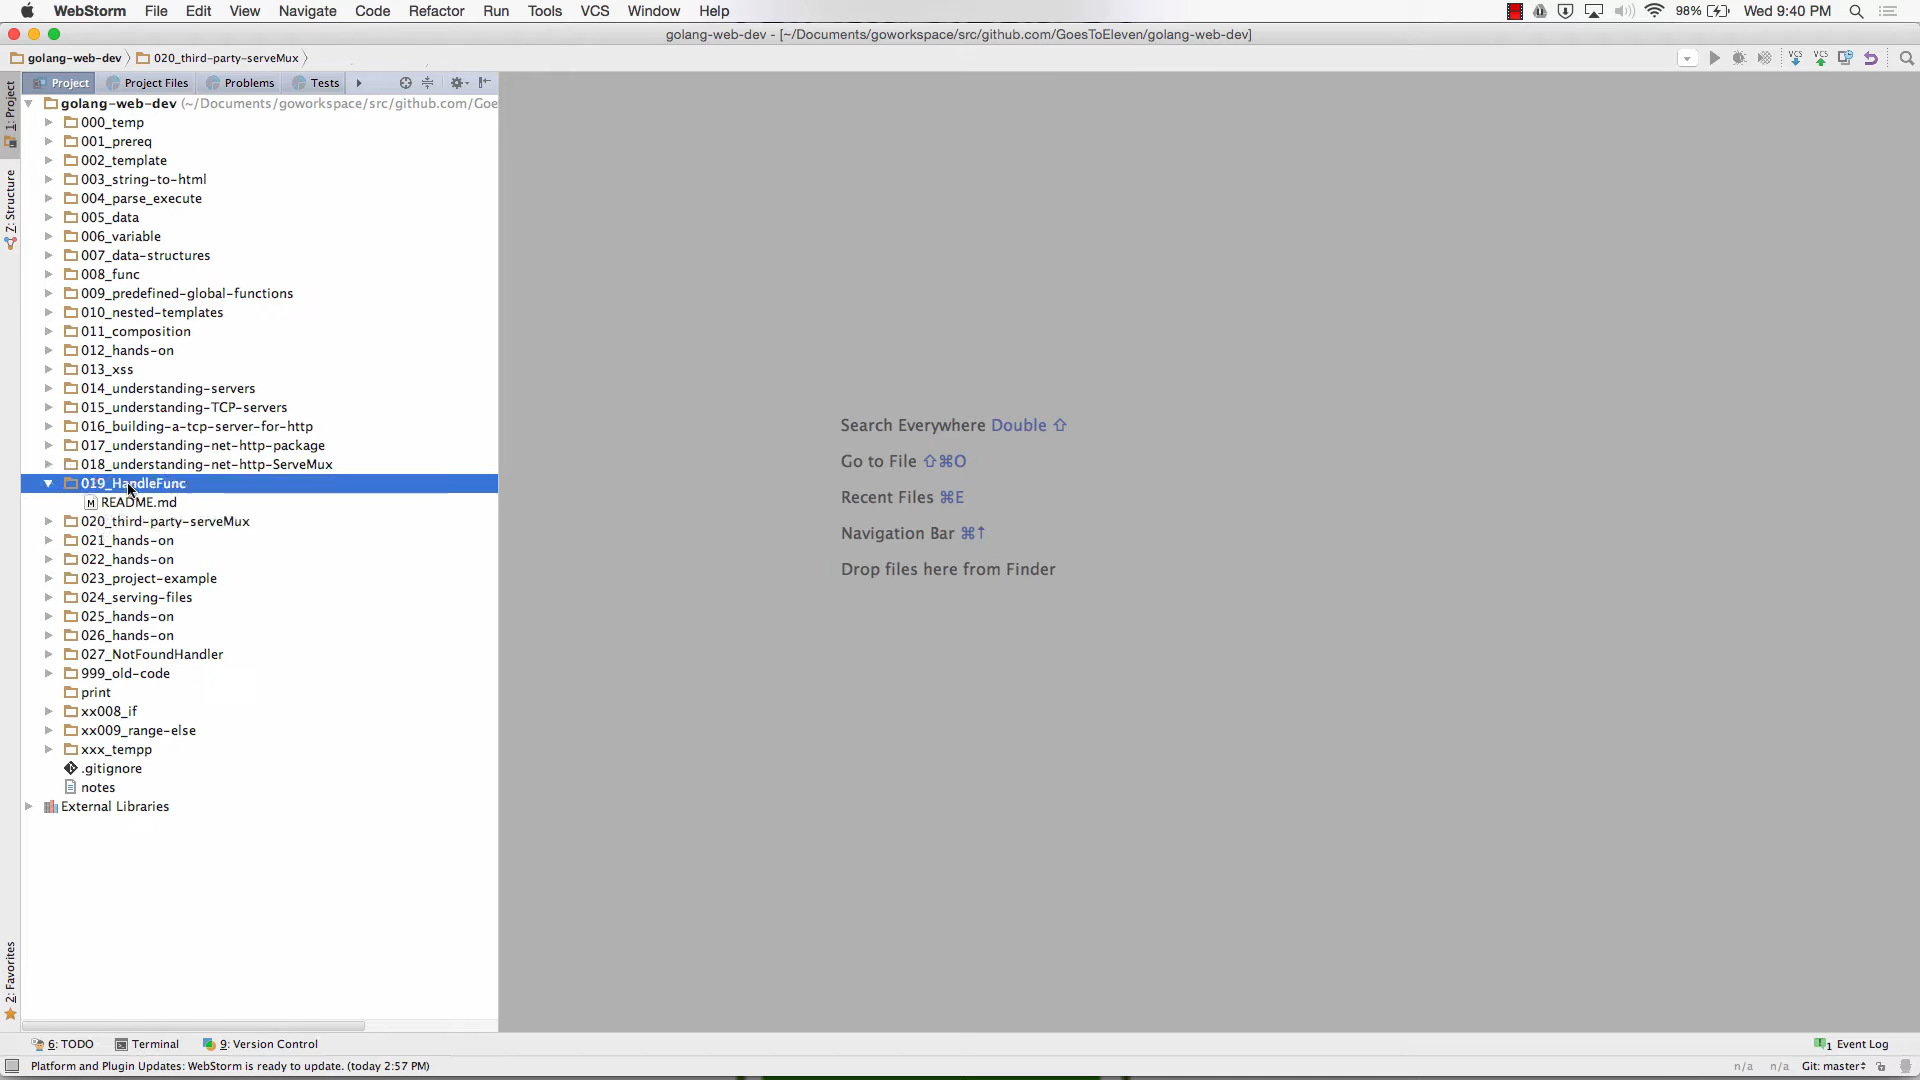 WebStorm File Edit View Navigate Code Refactor Run Tools VCS Window Help 98% Wed 9:40 PM
golang-web-dev - [~/Documents/goworkspace/src/github.com/GoesToEleven/golang-web-dev]
golang-web-dev 020_third-party-serveMux
Project Project Files Problems Tests
1: Project
Z: Structure
2: Favorites
golang-web-dev (~/Documents/goworkspace/src/github.com/Goe
000_temp
001_prereq
002_template
003_string-to-html
004_parse_execute
005_data
006_variable
007_data-structures
008_func
009_predefined-global-functions
010_nested-templates
011_composition
012_hands-on
013_xss
014_understanding-servers
015_understanding-TCP-servers
016_building-a-tcp-server-for-http
017_understanding-net-http-package
018_understanding-net-http-ServeMux
019_HandleFunc
README.md
020_third-party-serveMux
021_hands-on
022_hands-on
023_project-example
024_serving-files
025_hands-on
026_hands-on
027_NotFoundHandler
999_old-code
print
xx008_if
xx009_range-else
xxx_tempp
.gitignore
notes
External Libraries
Search Everywhere Double ⇧
Go to File ⇧⌘O
Recent Files ⌘E
Navigation Bar ⌘↑
Drop files here from Finder
VCS VCS
6: TODO Terminal 9: Version Control 1 Event Log
Platform and Plugin Updates: WebStorm is ready to update. (today 2:57 PM) n/a n/a Git: master